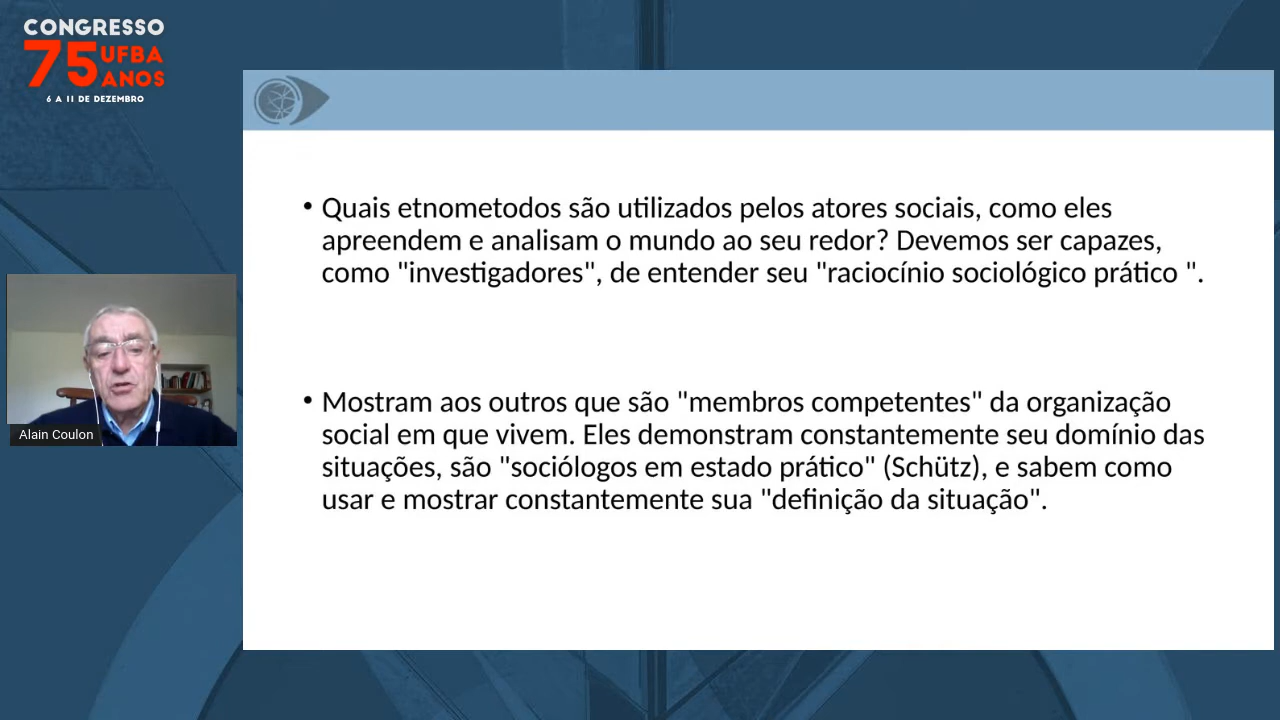 CONGRESSO
75 UFBA
ANOS
6 A 11 DE DEZEMBRO
• Quais etnometodos são utilizados pelos atores sociais, como eles
apreendem e analisam o mundo ao seu redor? Devemos ser capazes,
como "investigadores", de entender seu "raciocínio sociológico prático ".
• Mostram aos outros que são "membros competentes" da organização
social em que vivem. Eles demonstram constantemente seu domínio das
situações, são "sociólogos em estado prático" (Schütz), e sabem como
usar e mostrar constantemente sua "definição da situação".
Alain Coulon